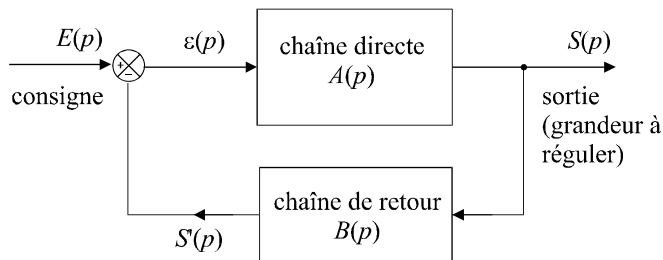 E(p)
ε(p)
chaîne directe
A(p)
S(p)
+
−
consigne
sortie
(grandeur à
réguler)
chaîne de retour
B(p)
S'(p)